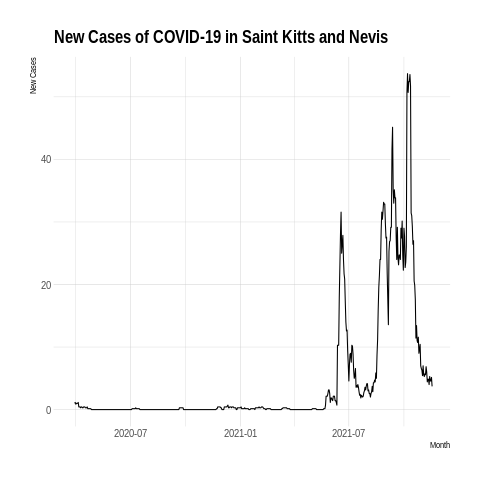 New Cases of COVID-19 in Saint Kitts and Nevis
New Cases
40
20
0
2020-07 2021-01 2021-07
Month